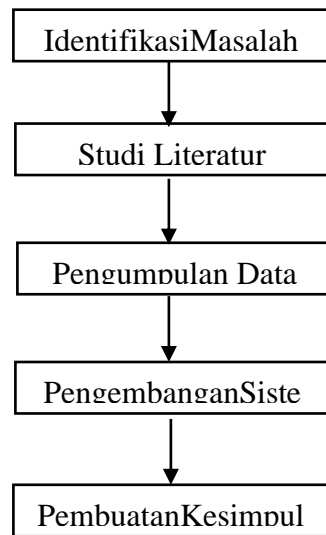 IdentifikasiMasalah
Studi Literatur
Pengumpulan Data
PengembanganSiste
PembuatanKesimpul